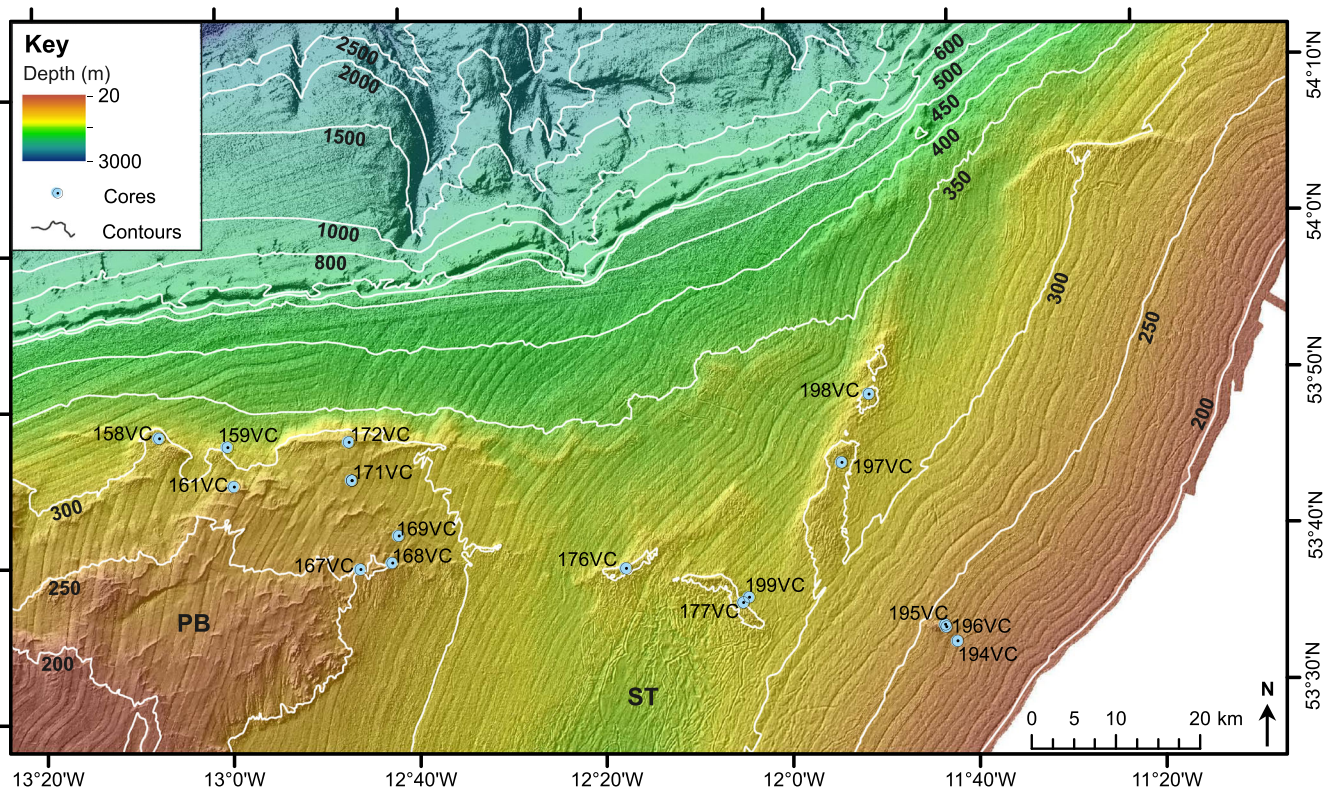 Key
Depth (m)
20
3000
Cores
Contours
2500
2000
1500
1000
800
600
500
450
400
350
300
250
200
158VC
159VC
172VC
171VC
161VC
169VC
168VC
167VC
300
250
200
PB
176VC
199VC
177VC
198VC
197VC
195VC
196VC
194VC
ST
N
0 5 10 20 km
54°10'N
54°0'N
53°50'N
53°40'N
53°30'N
13°20'W 13°0'W 12°40'W 12°20'W 12°0'W 11°40'W 11°20'W